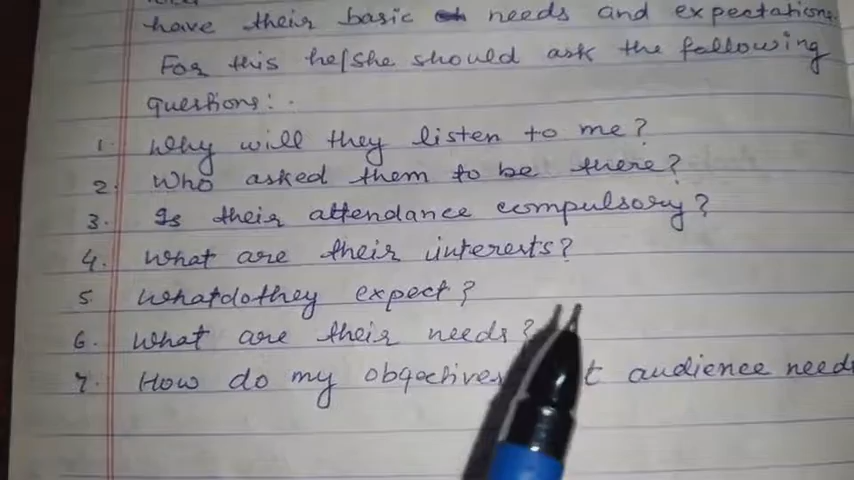 have their basic needs and expectations.
For this he/she should ask the following
questions:.
1. Why will they listen to me?
2. Who asked them to be there?
3. Is their attendance compulsory?
4. What are their interests?
5. whatdothey expect?
6. What are their needs?
7. How do my obqectives t audience needs